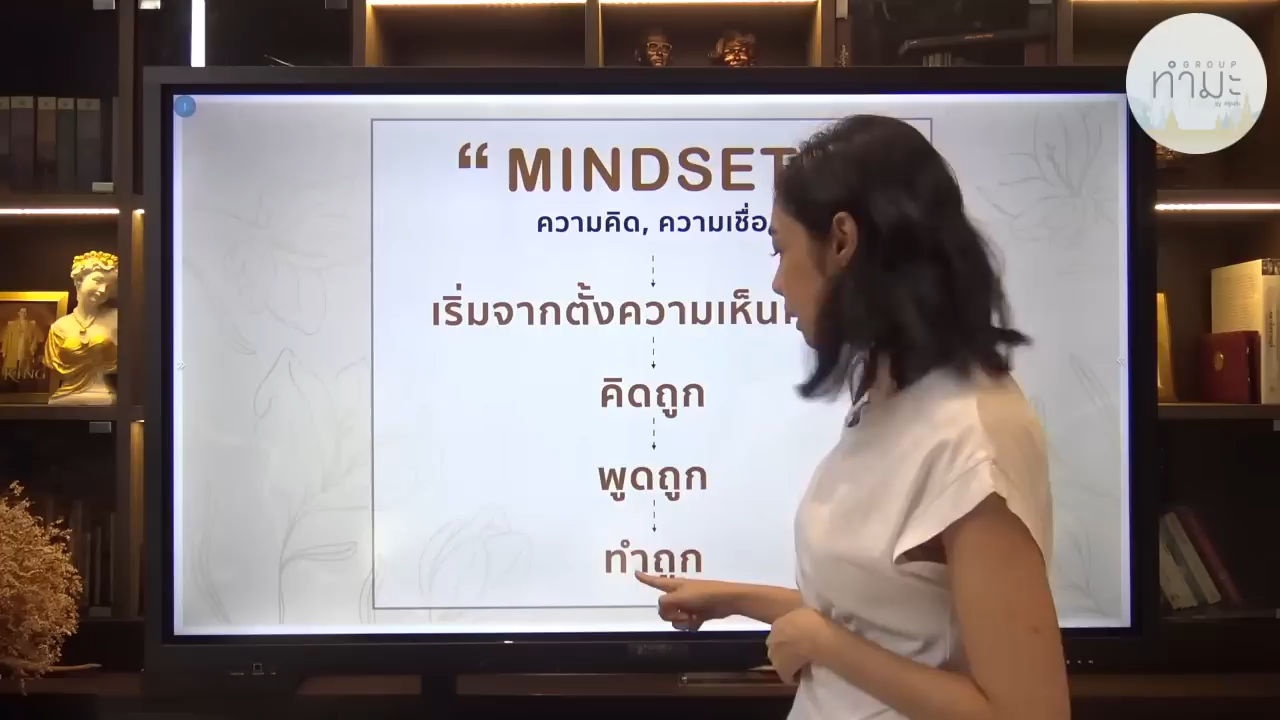 “ MINDSET
ความคิด, ความเชื่อ
เริ่มจากตั้งความเห็น
คิดถูก
พูดถูก
ทำถูก
GROUP
ทำมะ
KING